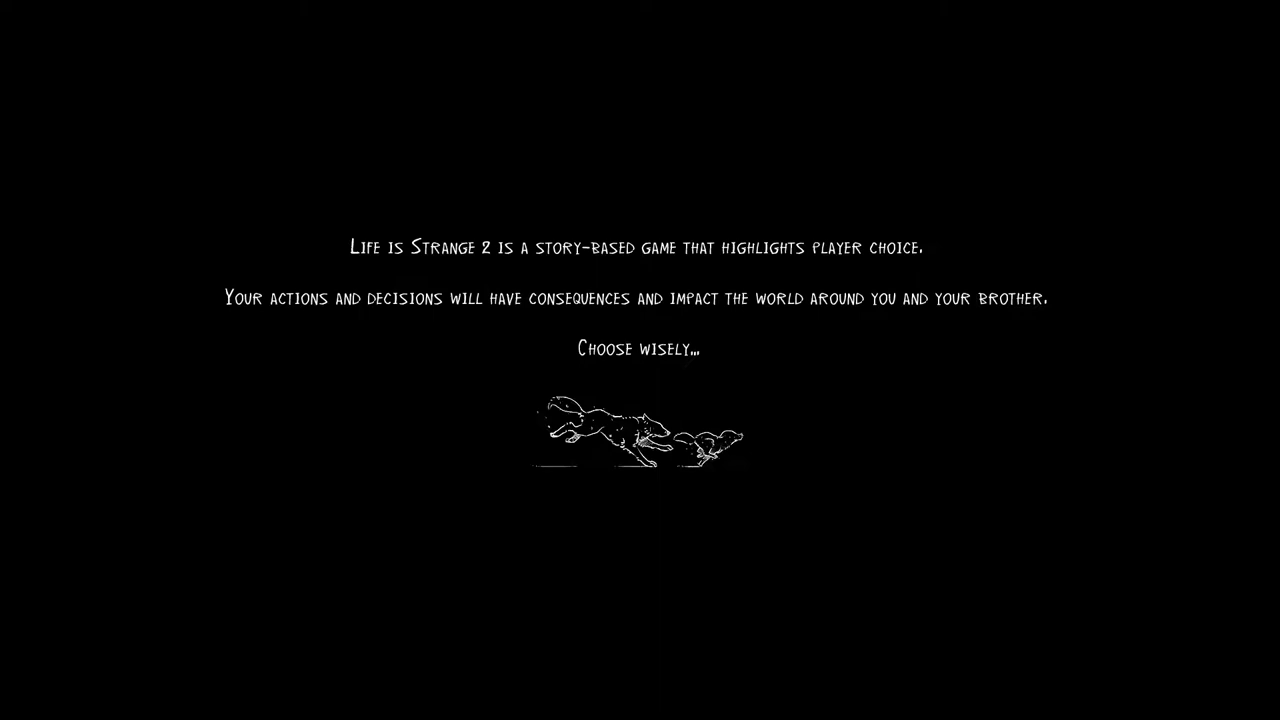 Life is Strange 2 is a story-based game that highlights player choice.
Your actions and decisions will have consequences and impact the world around you and your brother.
Choose wisely...